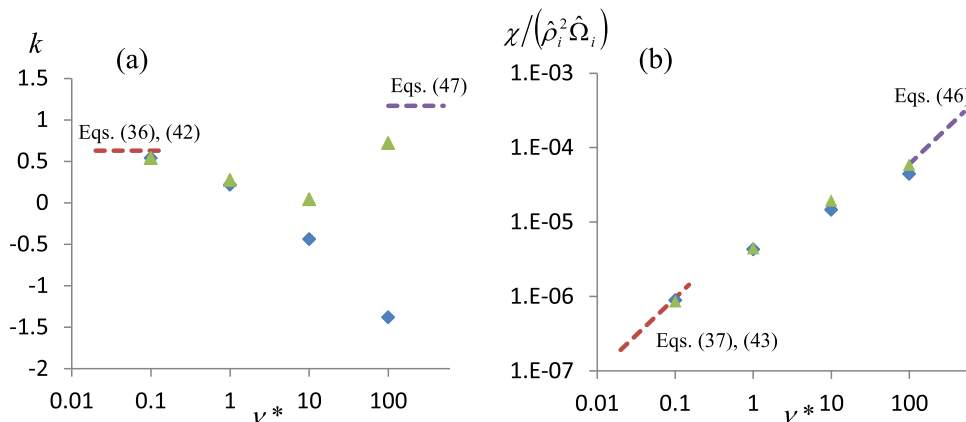 k
(a)
1.5
1
0.5
0
-0.5
-1
-1.5
-2
Eqs. (47)
Eqs. (36), (42)
0.01 0.1 1 10 100
ν*
χ/(ρ̂ᵢ²Ω̂ᵢ)
(b)
1.E-03
1.E-04
1.E-05
1.E-06
1.E-07
Eqs. (46)
Eqs. (37), (43)
0.01 0.1 1 10 100
ν*